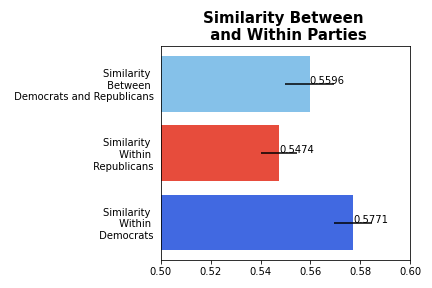 Similarity Between
and Within Parties
Similarity
Between
Democrats and Republicans
0.5596
Similarity
Within
Republicans
0.5474
Similarity
Within
Democrats
0.5771
0.50 0.52 0.54 0.56 0.58 0.60